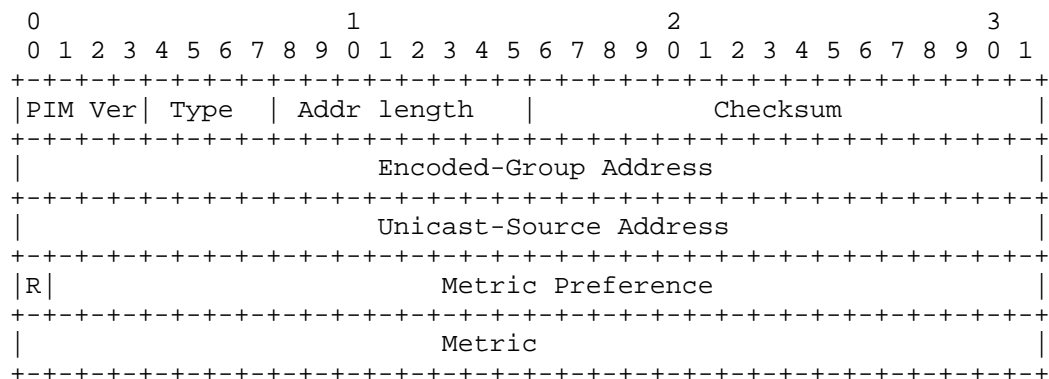 0                   1                   2                   3
 0 1 2 3 4 5 6 7 8 9 0 1 2 3 4 5 6 7 8 9 0 1 2 3 4 5 6 7 8 9 0 1
+-+-+-+-+-+-+-+-+-+-+-+-+-+-+-+-+-+-+-+-+-+-+-+-+-+-+-+-+-+-+-+-+
|PIM Ver| Type  | Addr length   |           Checksum            |
+-+-+-+-+-+-+-+-+-+-+-+-+-+-+-+-+-+-+-+-+-+-+-+-+-+-+-+-+-+-+-+-+
|                      Encoded-Group Address                    |
+-+-+-+-+-+-+-+-+-+-+-+-+-+-+-+-+-+-+-+-+-+-+-+-+-+-+-+-+-+-+-+-+
|                      Unicast-Source Address                   |
+-+-+-+-+-+-+-+-+-+-+-+-+-+-+-+-+-+-+-+-+-+-+-+-+-+-+-+-+-+-+-+-+
|R|                        Metric Preference                    |
+-+-+-+-+-+-+-+-+-+-+-+-+-+-+-+-+-+-+-+-+-+-+-+-+-+-+-+-+-+-+-+-+
|                          Metric                               |
+-+-+-+-+-+-+-+-+-+-+-+-+-+-+-+-+-+-+-+-+-+-+-+-+-+-+-+-+-+-+-+-+